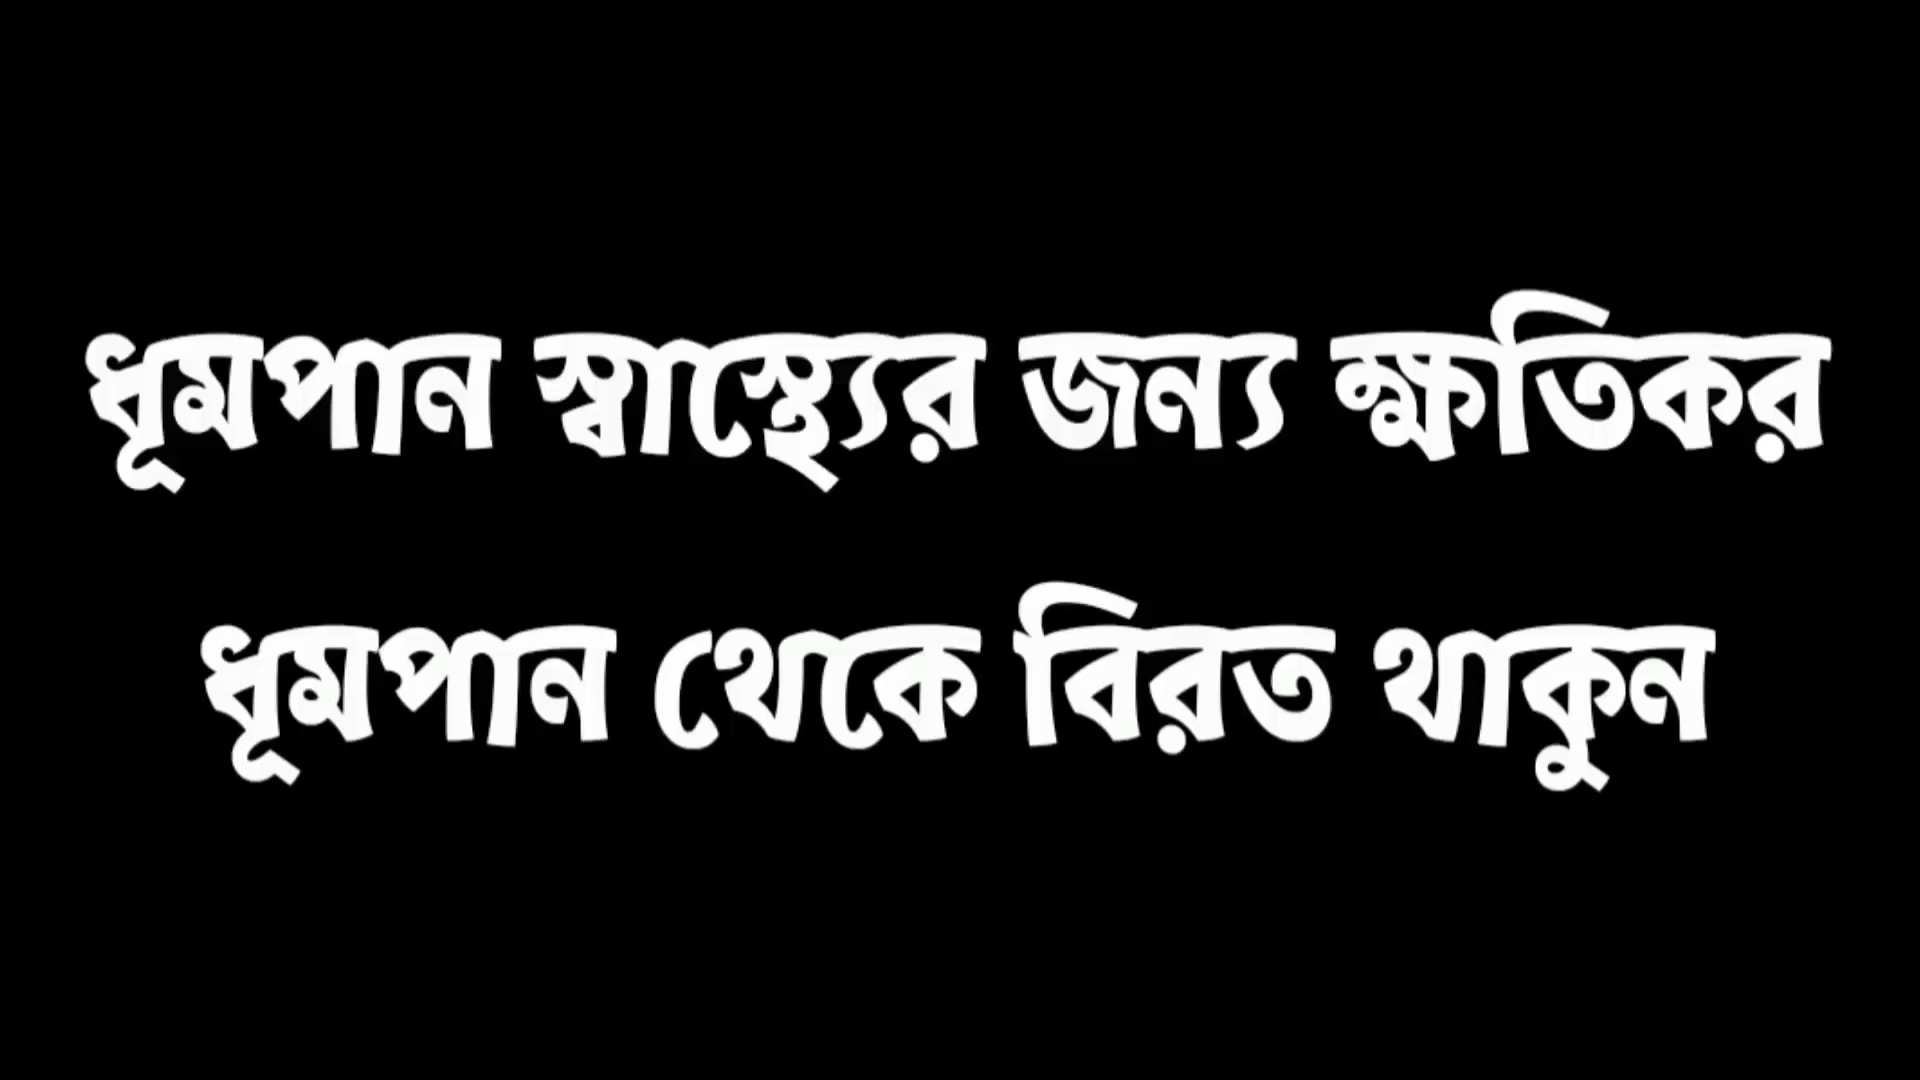 ধূমপান স্বাস্থ্যের জন্য ক্ষতিকর
ধূমপান থেকে বিরত থাকুন